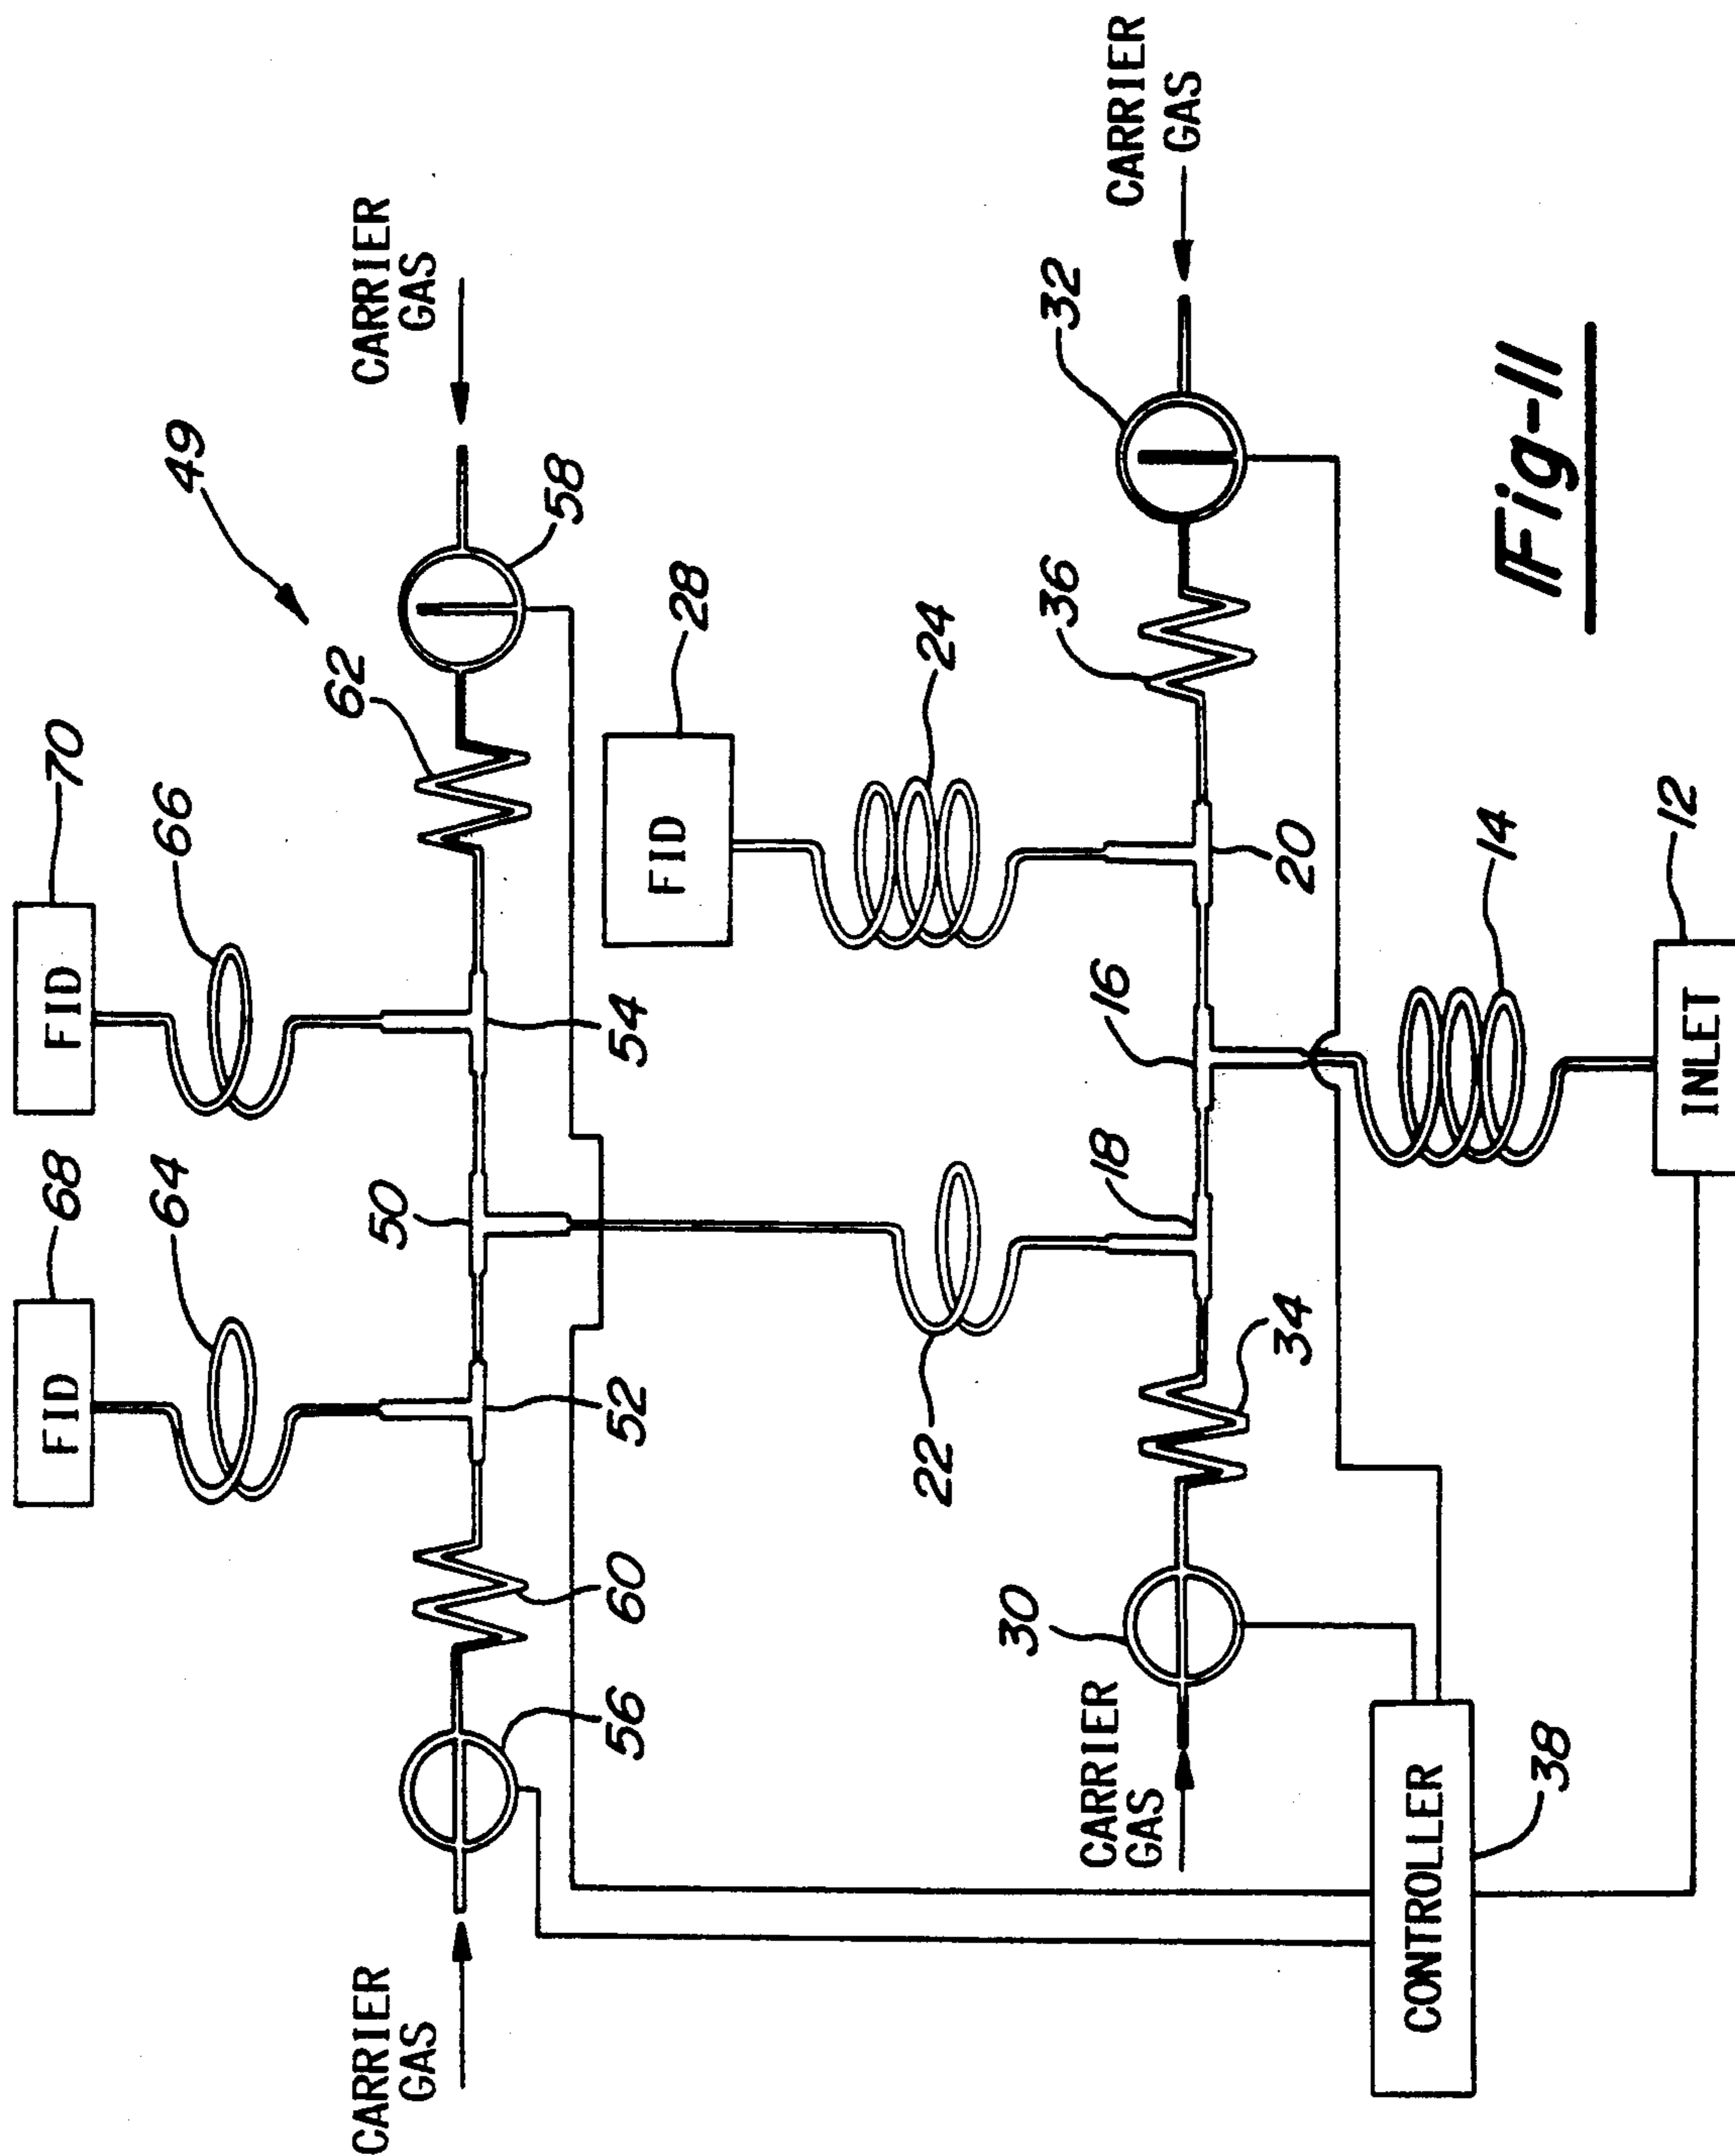 49
68
FID
70
FID
64
66
CARRIER
GAS
62
50
58
52
54
60
56
CARRIER
GAS
28
FID
24
22
CARRIER
GAS
32
36
18
16
20
34
30
CARRIER
GAS
14
12
INLET
CONTROLLER
38
Fig-11